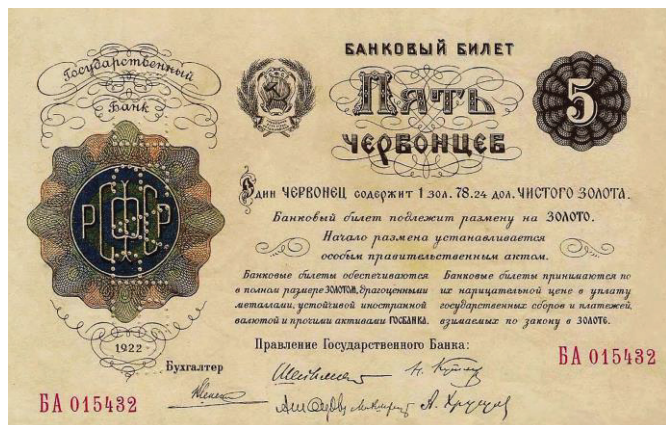 Государственный
Банк
РСФСР
1922
БАНКОВЫЙ БИЛЕТ
ПЯТЬ
ЧЕРВОНЦЕВ
5
Один ЧЕРВОНЕЦ содержит 1 зол. 78.24 дол. ЧИСТОГО ЗОЛОТА.
Банковый билет подлежит размену на ЗОЛОТО.
Начало размена устанавливается
особым правительственным актом.
Банковые билеты обеспечиваются
в полном размере ЗОЛОТОМ, драгоценными
металлами, устойчивой иностранной
валютой и прочими активами ГОСБАНКА.
Банковые билеты принимаются по
их нарицательной цене в уплату
государственных сборов и платежей,
взимаемых по закону в ЗОЛОТЕ.
Правление Государственного Банка:
Бухгалтер
БА 015432
БА 015432